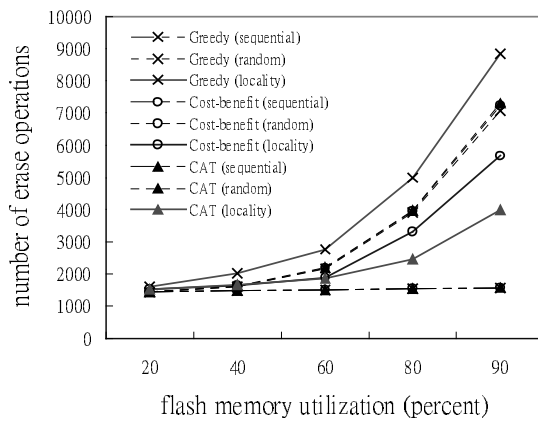 number of erase operations
10000
9000
8000
7000
6000
5000
4000
3000
2000
1000
0
Greedy (sequential)
Greedy (random)
Greedy (locality)
Cost-benefit (sequential)
Cost-benefit (random)
Cost-benefit (locality)
CAT (sequential)
CAT (random)
CAT (locality)
20 40 60 80 90
flash memory utilization (percent)